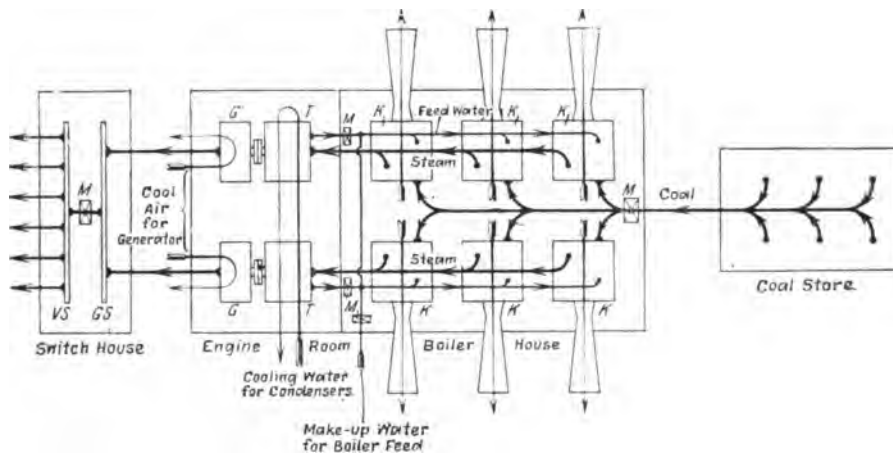 G
T
M
K
Feed Water
K
K
M
Steam
Cool
Air
for
Generator
M
Coal
Steam
VS
GS
G
T
M
K
K
K
Coal Store
Switch House
Engine Room
Boiler House
Cooling Water
for Condensers
Make-up Water
for Boiler Feed